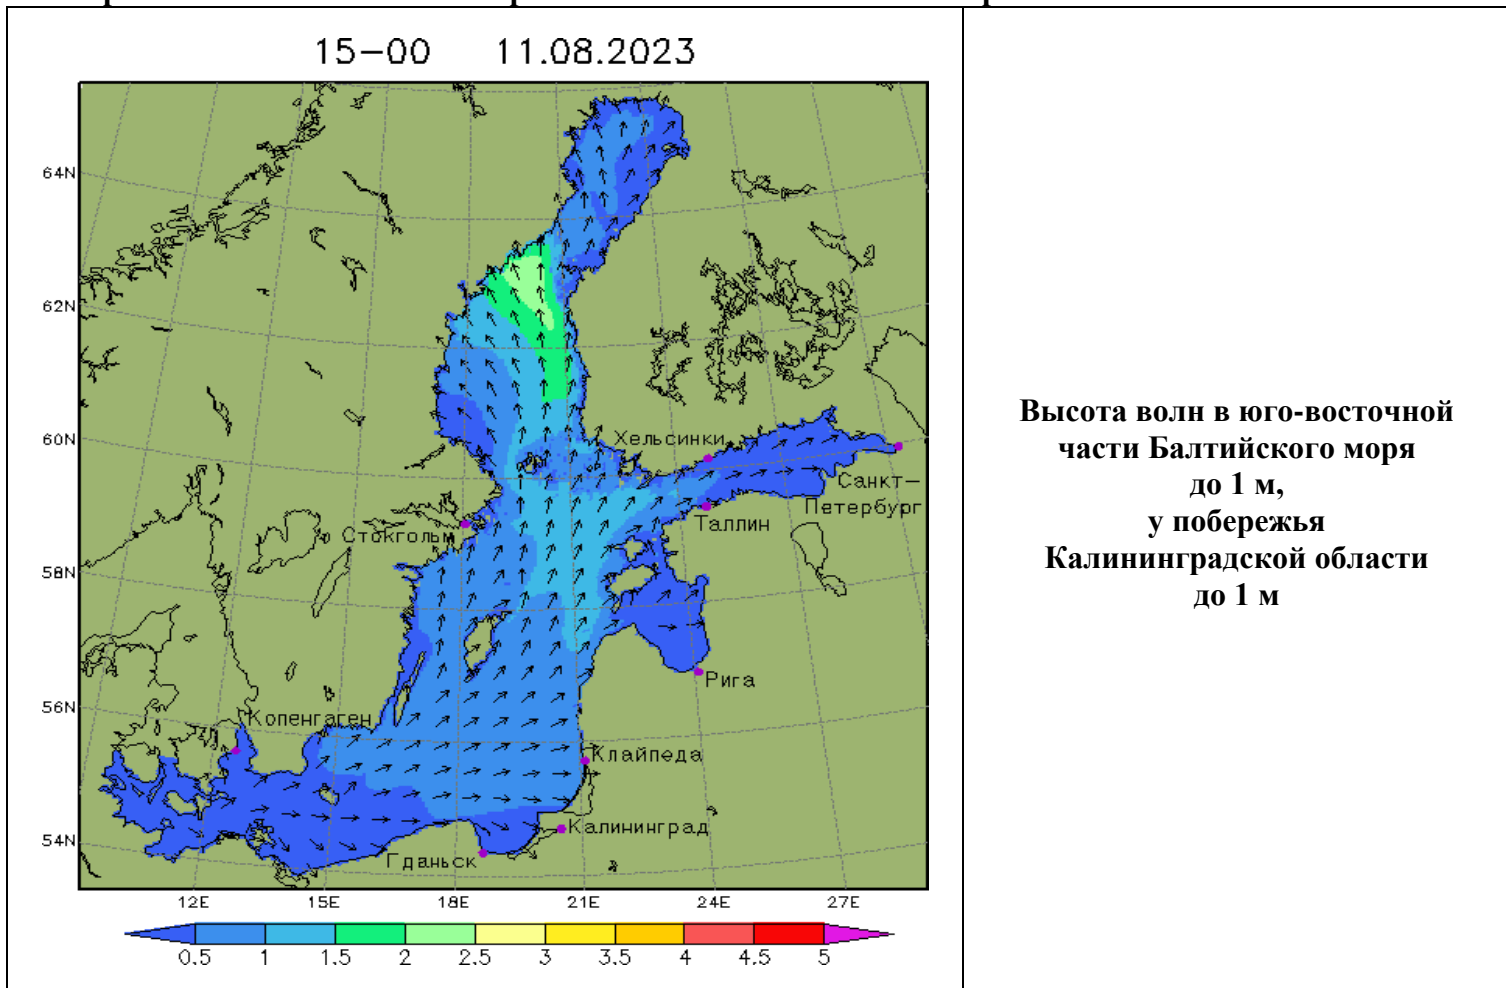 15-00 11.08.2023
64N
62N
60N
58N
56N
54N
Хельсинки
Санкт-
Петербург
Таллин
Стокгольм
Рига
Копенгаген
Клайпеда
Калининград
Гданьск
12E 15E 18E 21E 24E 27E
0.5 1 1.5 2 2.5 3 3.5 4 4.5 5
Высота волн в юго-восточной
части Балтийского моря
до 1 м,
у побережья
Калининградской области
до 1 м